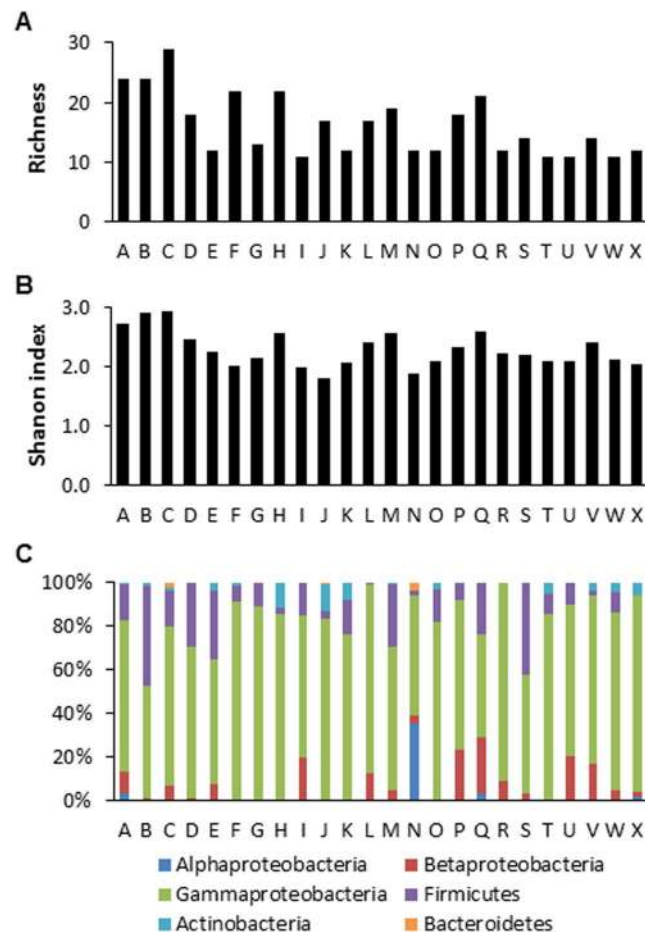 A
30
20
10
0
Richness
A B C D E F G H I J K L M N O P Q R S T U V W X
B
3.0
2.0
1.0
0.0
Shanon index
A B C D E F G H I J K L M N O P Q R S T U V W X
C
100%
80%
60%
40%
20%
0%
A B C D E F G H I J K L M N O P Q R S T U V W X
Alphaproteobacteria Betaproteobacteria
Gammaproteobacteria Firmicutes
Actinobacteria Bacteroidetes